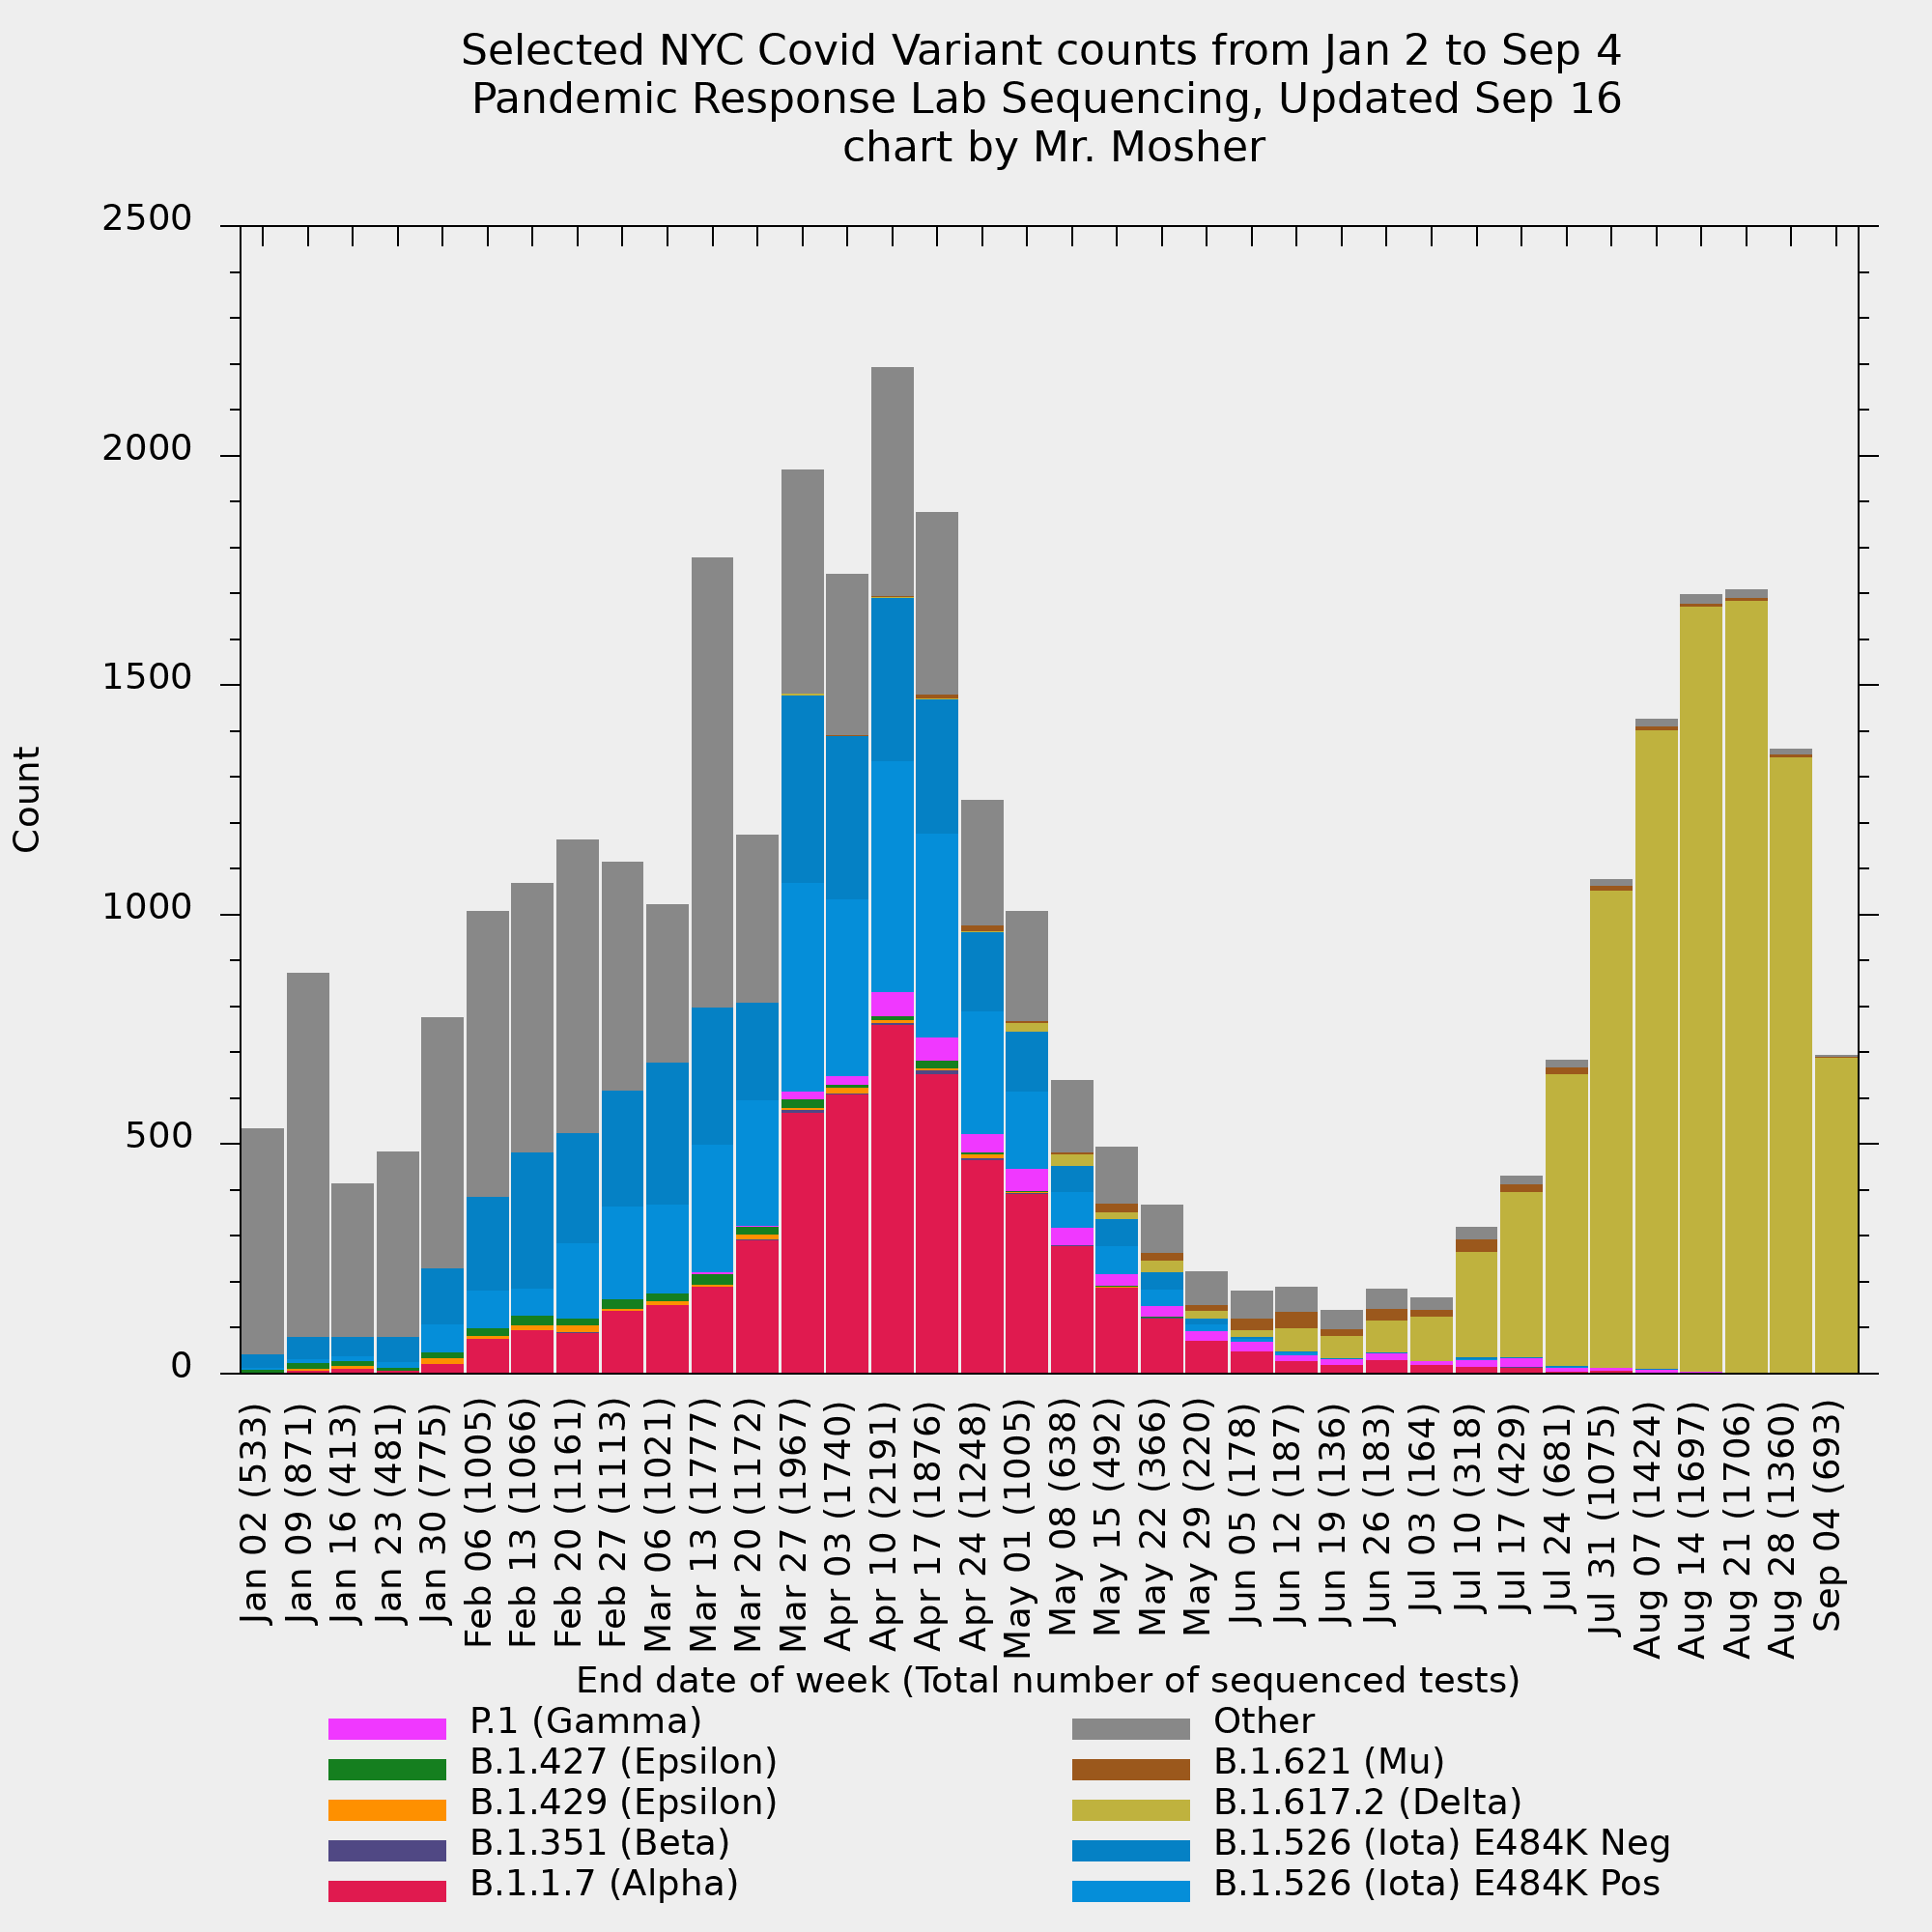 Selected NYC Covid Variant counts from Jan 2 to Sep 4
Pandemic Response Lab Sequencing, Updated Sep 16
chart by Mr. Mosher
2500
2000
1500
1000
500
0
Count
Jan 02 (533)
Jan 09 (871)
Jan 16 (413)
Jan 23 (481)
Jan 30 (775)
Feb 06 (1005)
Feb 13 (1066)
Feb 20 (1161)
Feb 27 (1113)
Mar 06 (1021)
Mar 13 (1777)
Mar 20 (1172)
Mar 27 (1967)
Apr 03 (1740)
Apr 10 (2191)
Apr 17 (1876)
Apr 24 (1248)
May 01 (1005)
May 08 (638)
May 15 (492)
May 22 (366)
May 29 (220)
Jun 05 (178)
Jun 12 (187)
Jun 19 (136)
Jun 26 (183)
Jul 03 (164)
Jul 10 (318)
Jul 17 (429)
Jul 24 (681)
Jul 31 (1075)
Aug 07 (1424)
Aug 14 (1697)
Aug 21 (1706)
Aug 28 (1360)
Sep 04 (693)
End date of week (Total number of sequenced tests)
P.1 (Gamma)
B.1.427 (Epsilon)
B.1.429 (Epsilon)
B.1.351 (Beta)
B.1.1.7 (Alpha)
Other
B.1.621 (Mu)
B.1.617.2 (Delta)
B.1.526 (Iota) E484K Neg
B.1.526 (Iota) E484K Pos